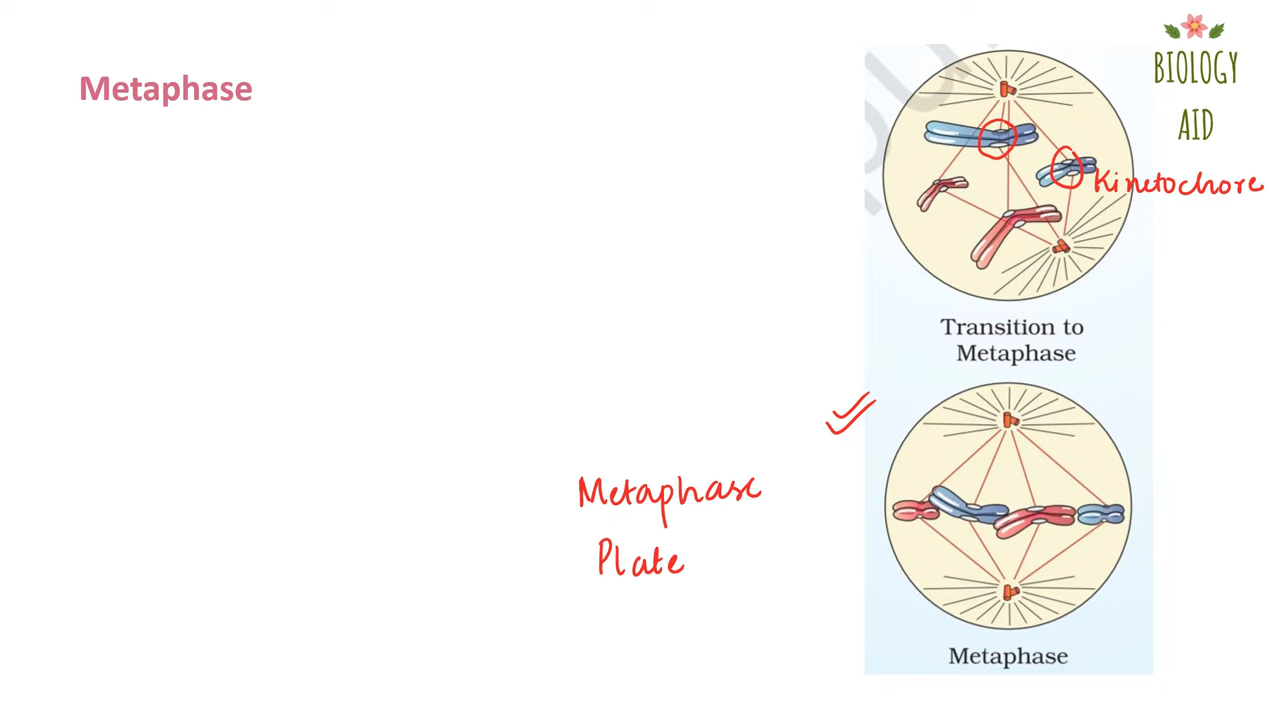 Metaphase
BIOLOGY
AID
Kinetochore
Transition to
Metaphase
Metaphase
Plate
Metaphase